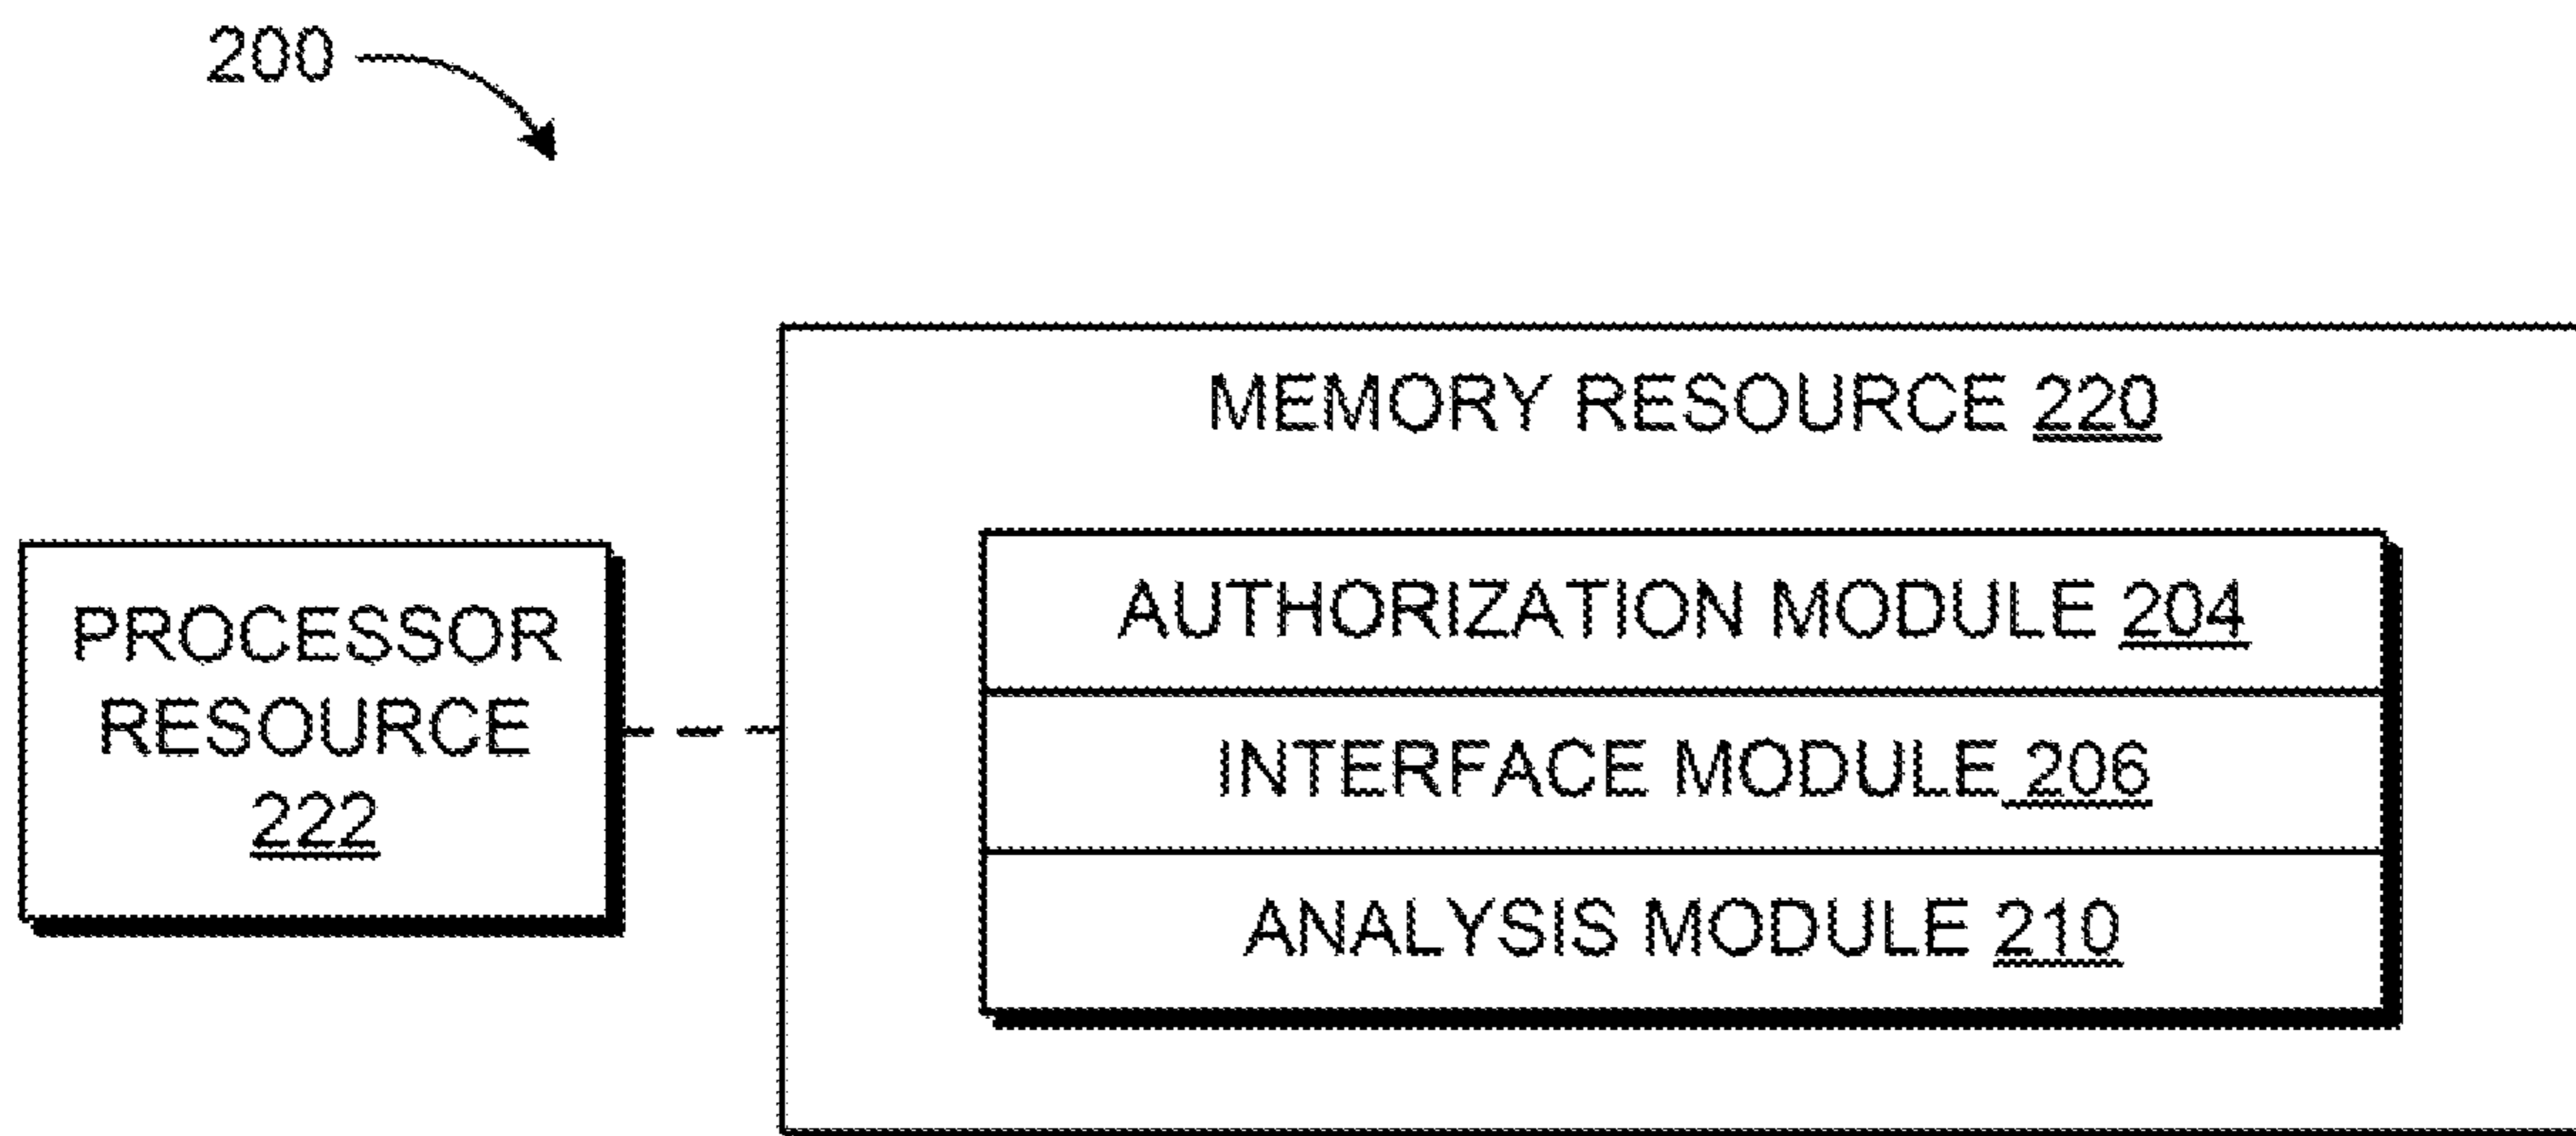 200
MEMORY RESOURCE 220
PROCESSOR
RESOURCE
222
AUTHORIZATION MODULE 204
INTERFACE MODULE 206
ANALYSIS MODULE 210